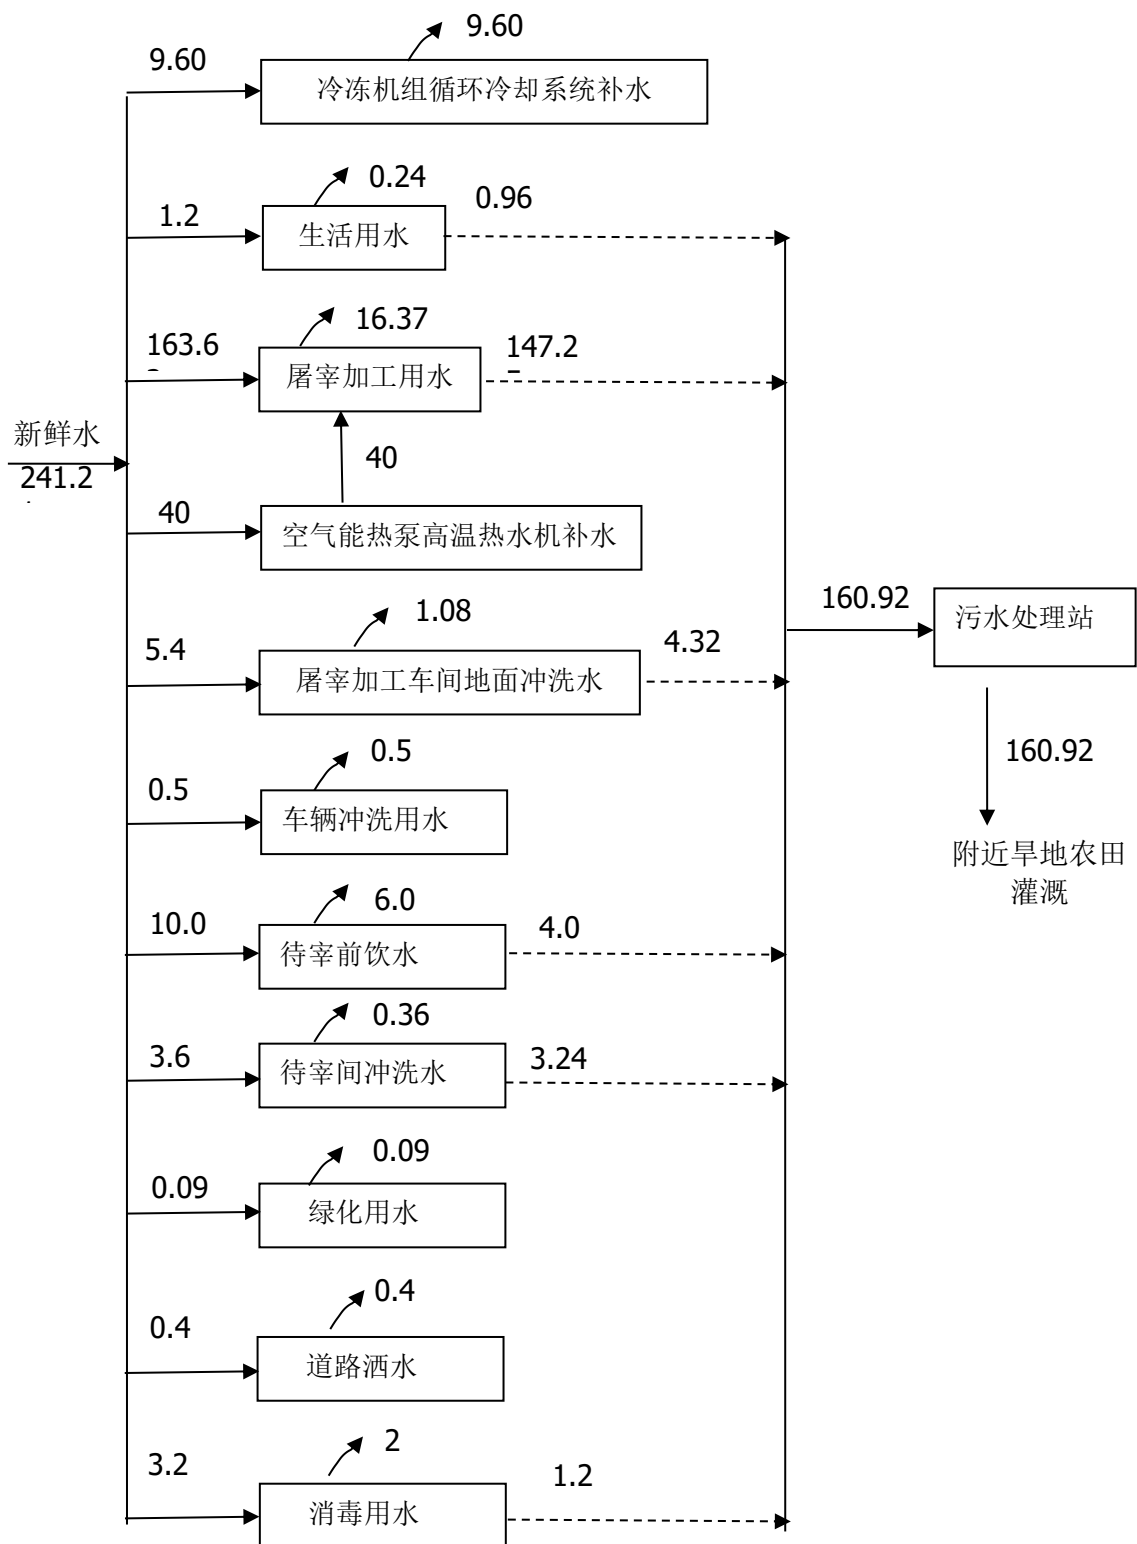 9.60
9.60
冷冻机组循环冷却系统补水
0.24
0.96
1.2
生活用水
16.37
163.6
147.2
屠宰加工用水
新鲜水
241.2
40
40
空气能热泵高温热水机补水
1.08
160.92
污水处理站
4.32
5.4
屠宰加工车间地面冲洗水
0.5
160.92
0.5
车辆冲洗用水
附近旱地农田
灌溉
6.0
10.0
4.0
待宰前饮水
0.36
3.6
3.24
待宰间冲洗水
0.09
0.09
绿化用水
0.4
0.4
道路洒水
2
3.2
1.2
消毒用水